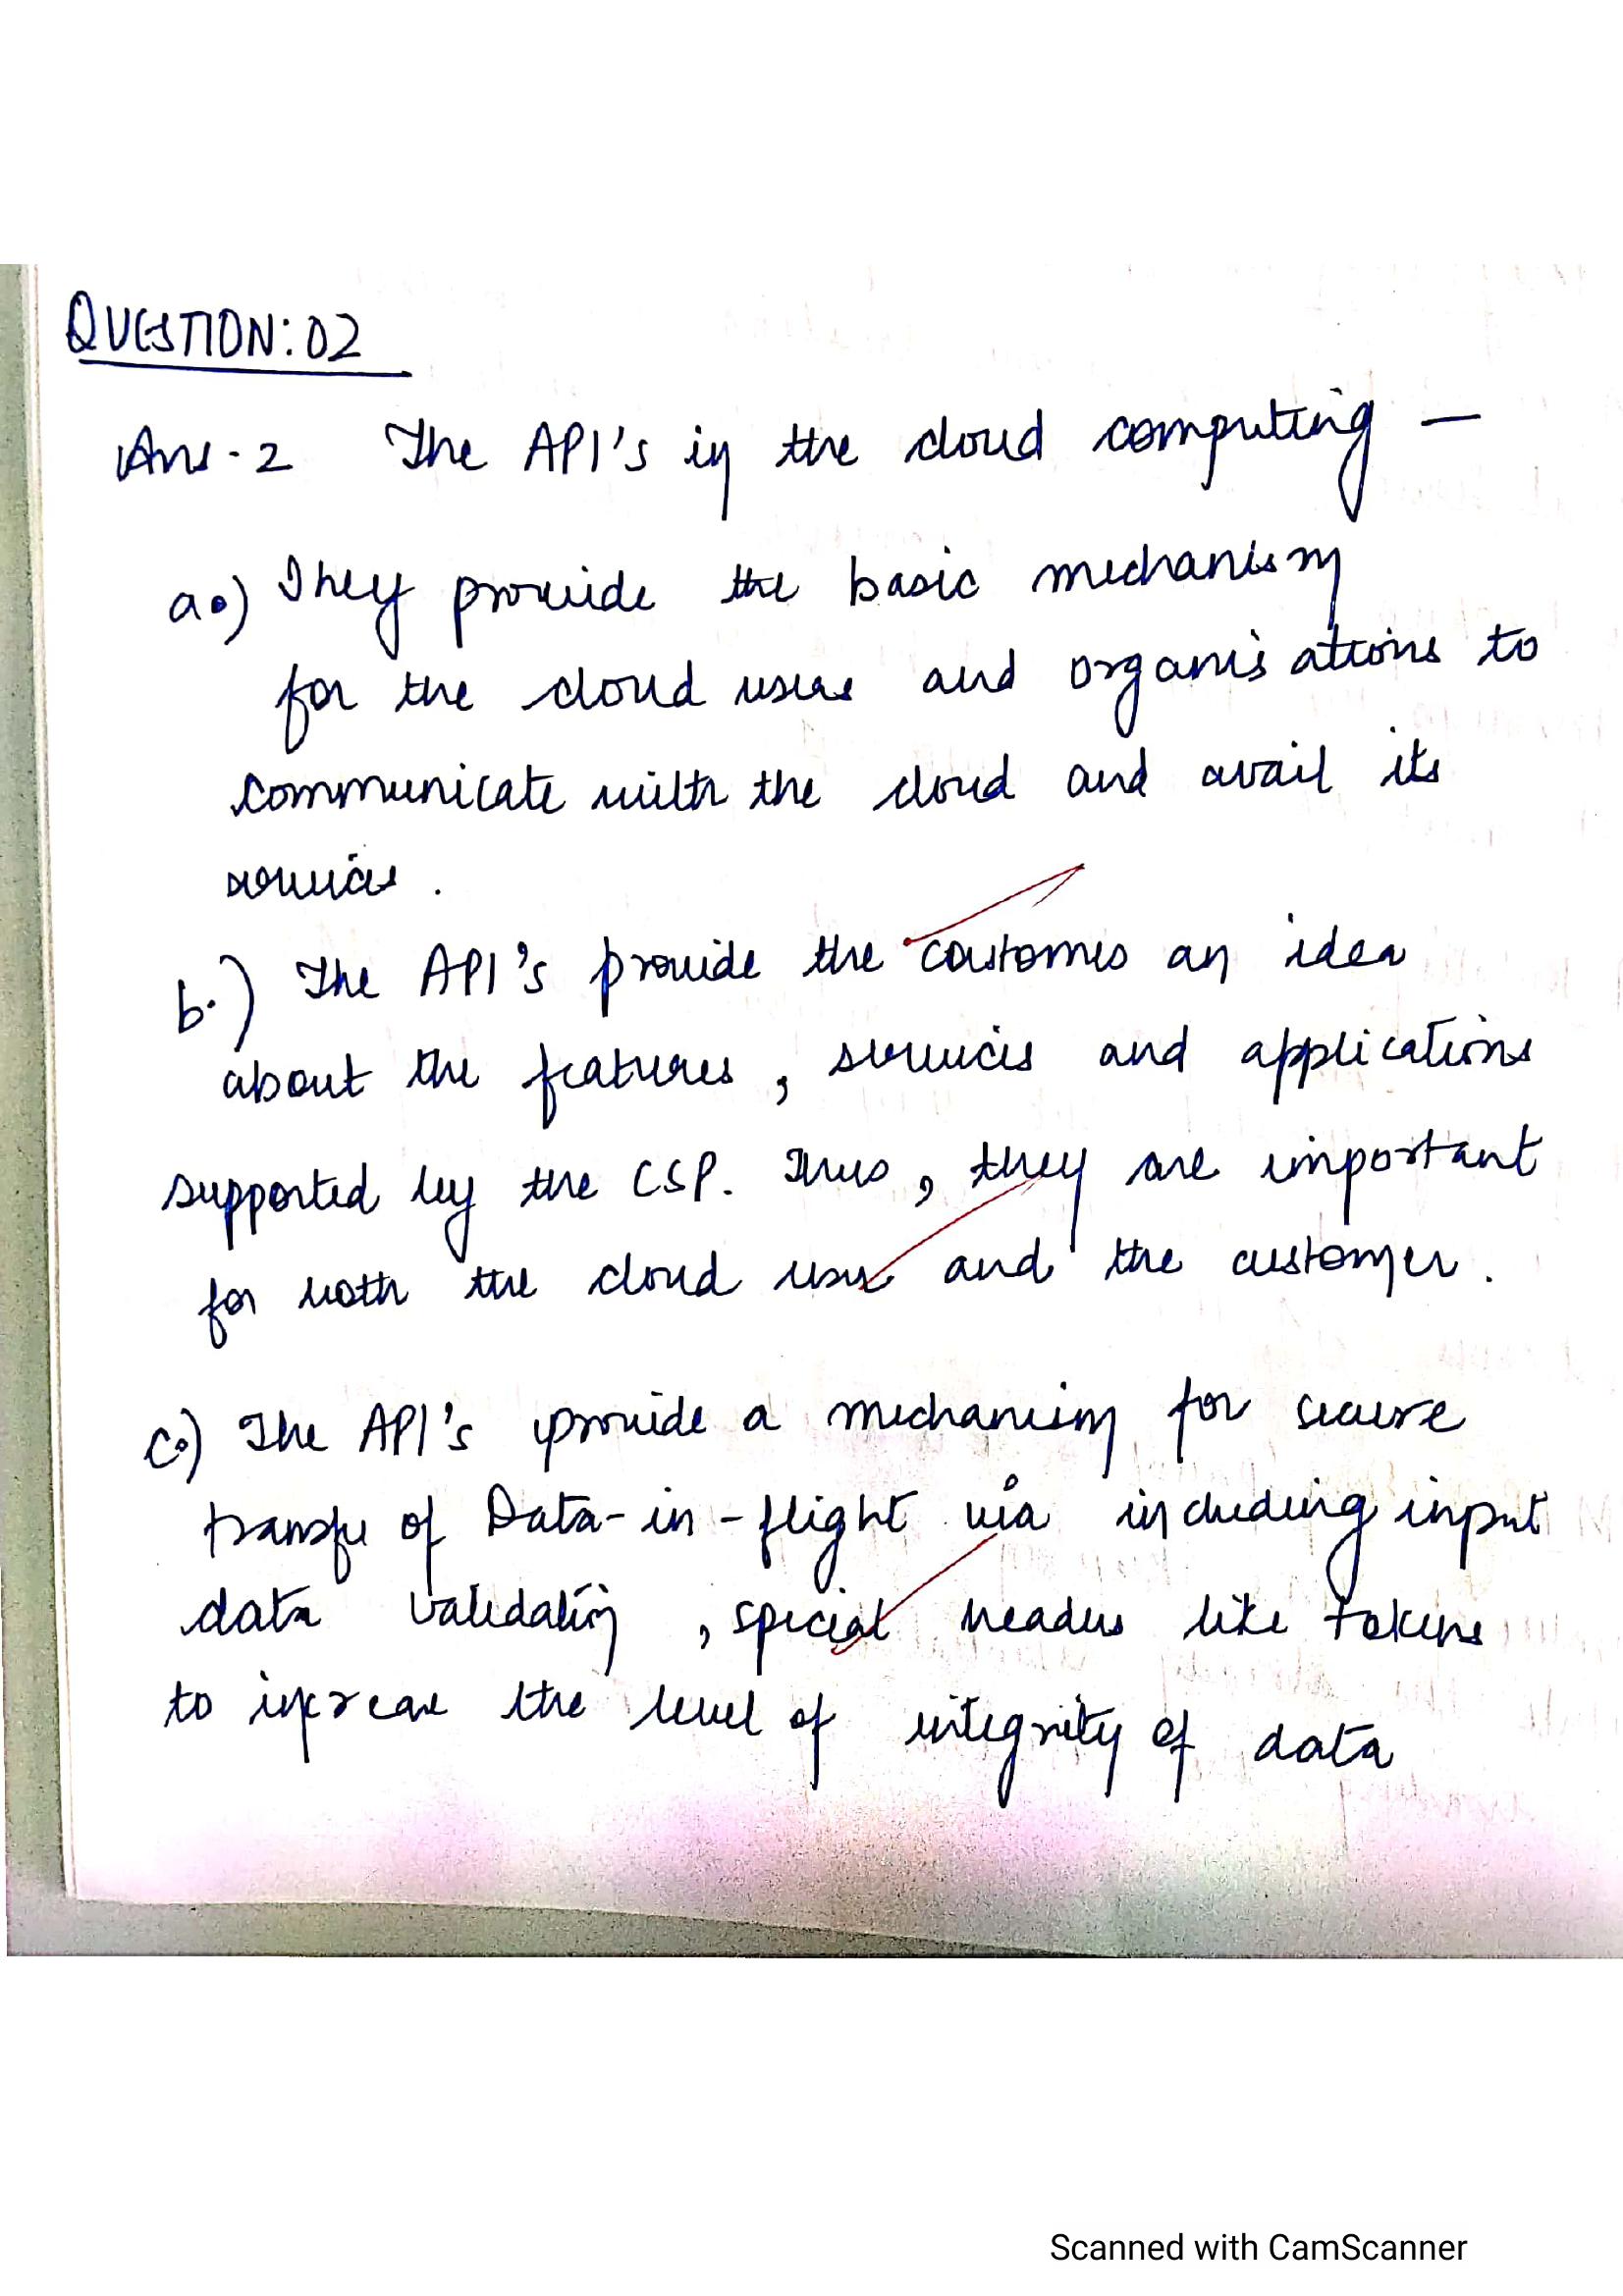 QUESTION: 02
Ans-2 The API's in the cloud computing —
a.) They provide the basic mechanism
for the cloud users and organisations to
communicate with the cloud and avail its
services.
b.) The API's provide the customes an idea
about the features, services and applications
supported by the CSP. Thus, they are important
for both the cloud user and the customer.
c.) The API's provide a mechanism for secure
transfer of Data-in-flight via including input
data validation, special headers like tokens
to increase the level of integrity of data
Scanned with CamScanner